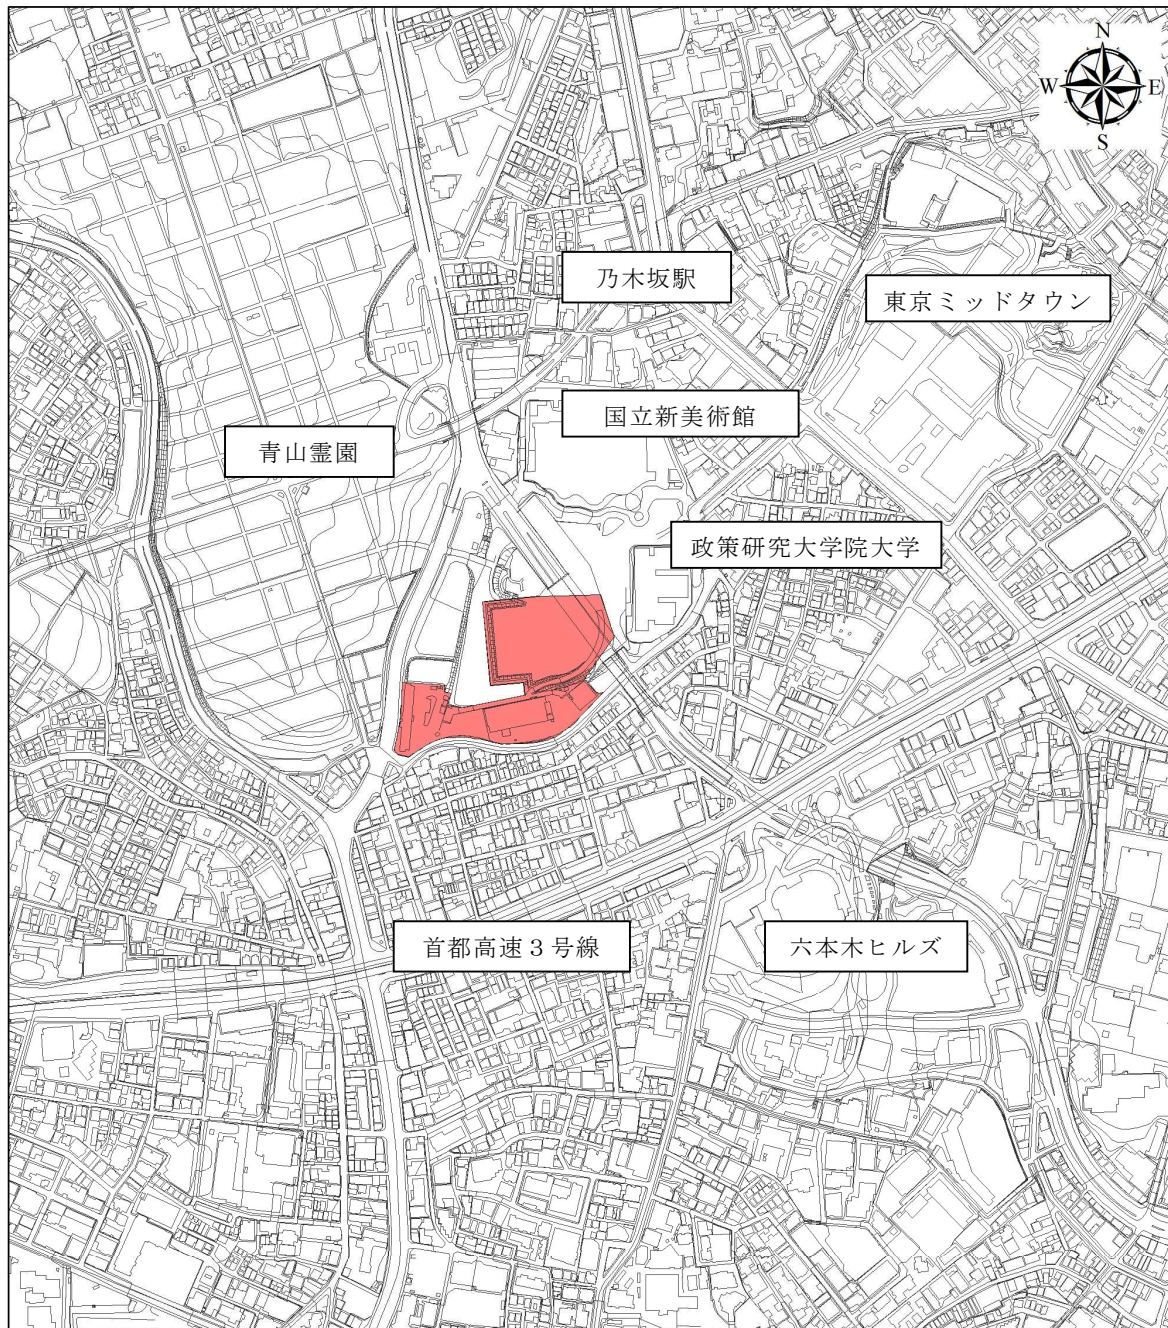 N
W E
S
乃木坂駅
東京ミッドタウン
国立新美術館
青山霊園
政策研究大学院大学
首都高速３号線
六本木ヒルズ